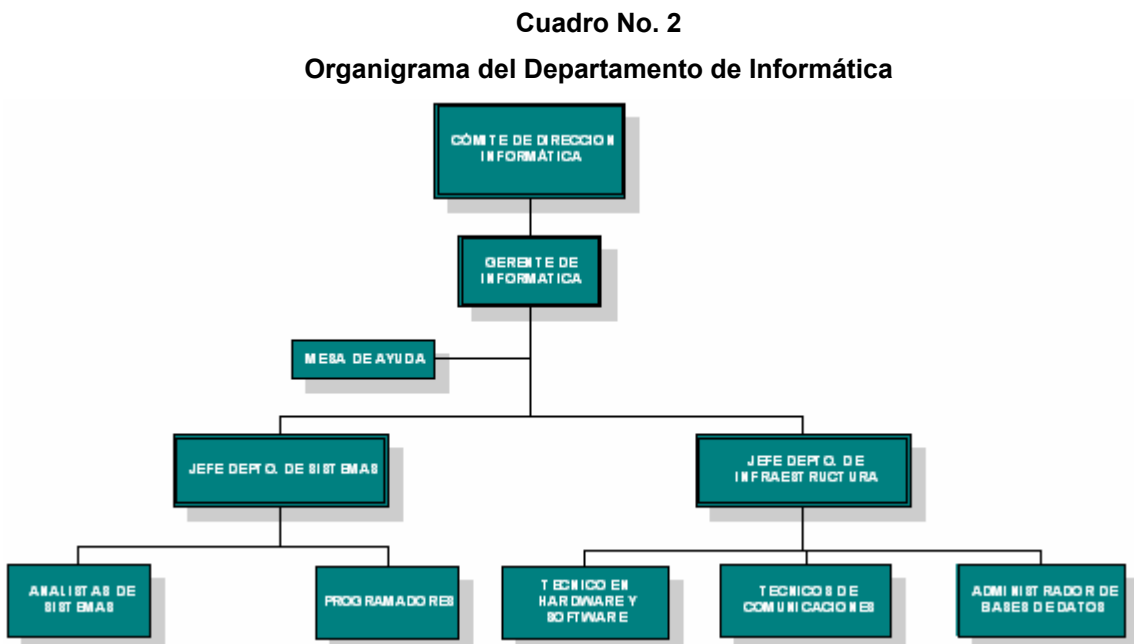 Cuadro No. 2
Organigrama del Departamento de Informática
CÓMITE DE DIRECCION
INFORMÁTICA
GERENTE DE
INFORMATICA
MESA DE AYUDA
JEFE DEPTO. DE SISTEMAS
JEFE DEPTO. DE
INFRAESTRUCTURA
ANALISTAS DE
SISTEMAS
PROGRAMADORES
TECNICO EN
HARDWARE Y
SOFTWARE
TECNICOS DE
COMUNICACIONES
ADMINISTRADOR DE
BASES DE DATOS